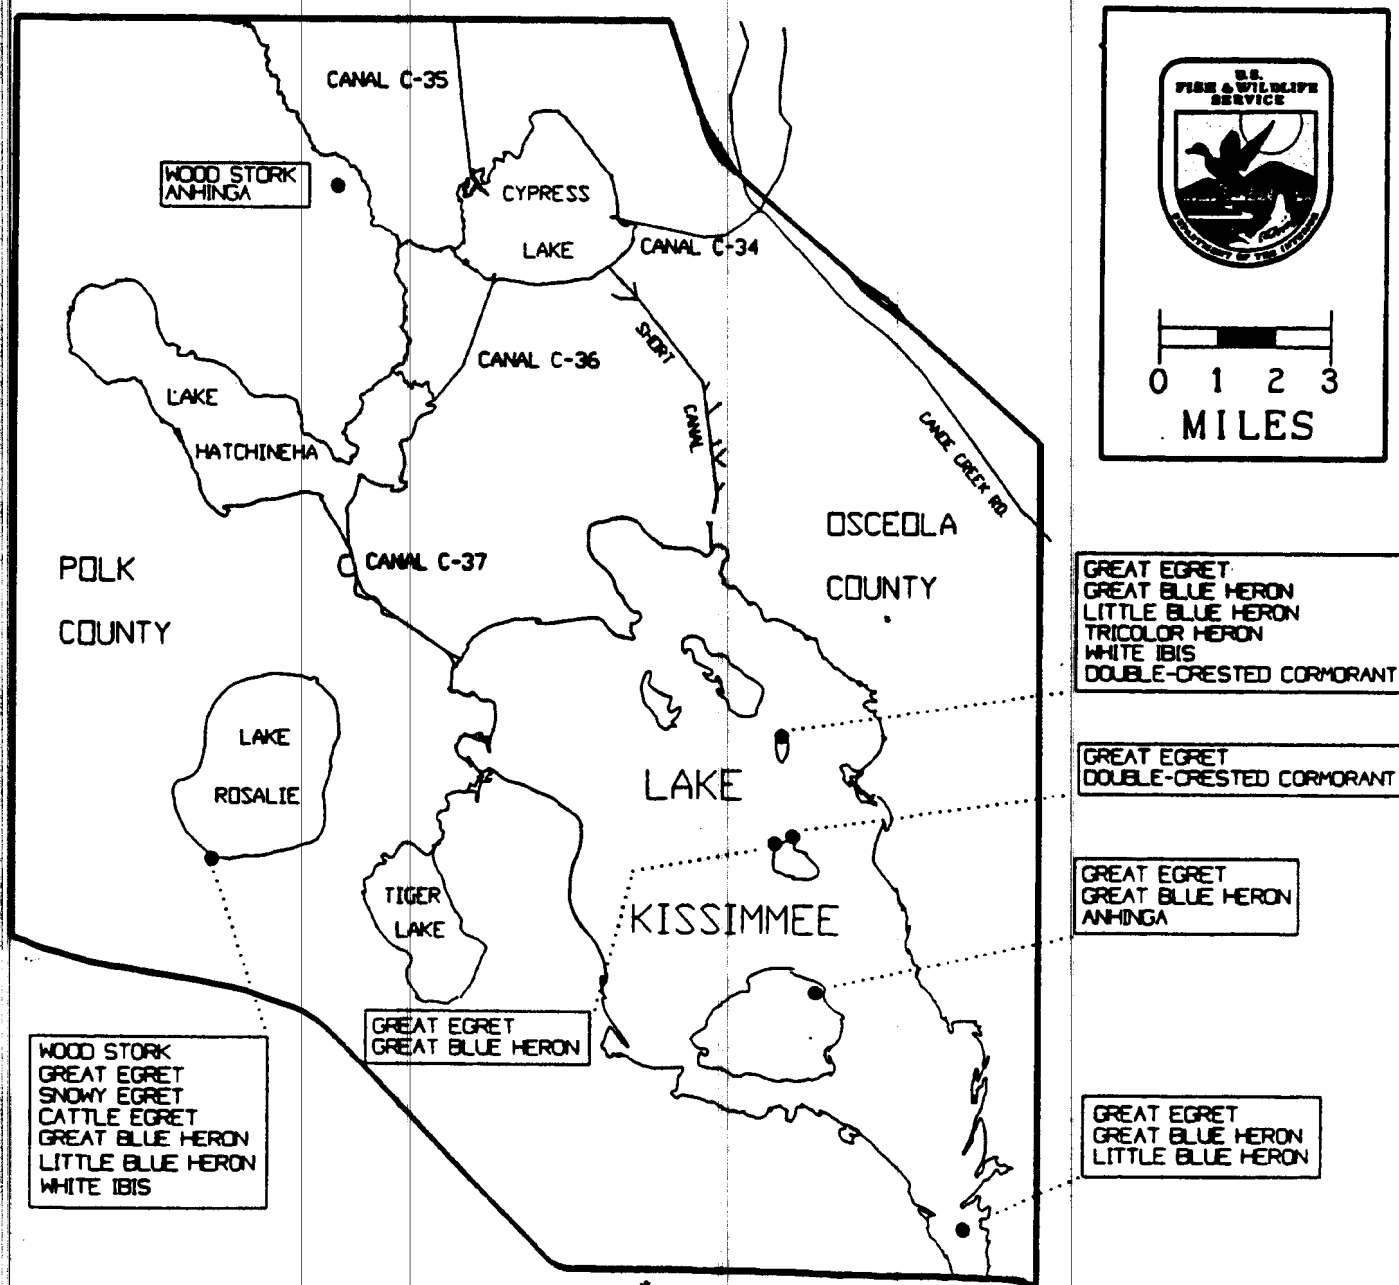 CANAL C-35
U.S.
FISH & WILDLIFE
SERVICE
DEPARTMENT OF THE INTERIOR
WOOD STORK
ANHINGA
CYPRESS
LAKE
CANAL C-34
SHORT
CANAL
CANAL C-36
0 1 2 3
MILES
LAKE
HATCHINEHA
CANOE CREEK RD.
POLK
COUNTY
CANAL C-37
OSCEOLA
COUNTY
GREAT EGRET
GREAT BLUE HERON
LITTLE BLUE HERON
TRICOLOR HERON
WHITE IBIS
DOUBLE-CRESTED CORMORANT
LAKE
ROSALIE
LAKE
KISSIMMEE
GREAT EGRET
DOUBLE-CRESTED CORMORANT
TIGER
LAKE
GREAT EGRET
GREAT BLUE HERON
ANHINGA
GREAT EGRET
GREAT BLUE HERON
WOOD STORK
GREAT EGRET
SNOWY EGRET
CATTLE EGRET
GREAT BLUE HERON
LITTLE BLUE HERON
WHITE IBIS
GREAT EGRET
GREAT BLUE HERON
LITTLE BLUE HERON